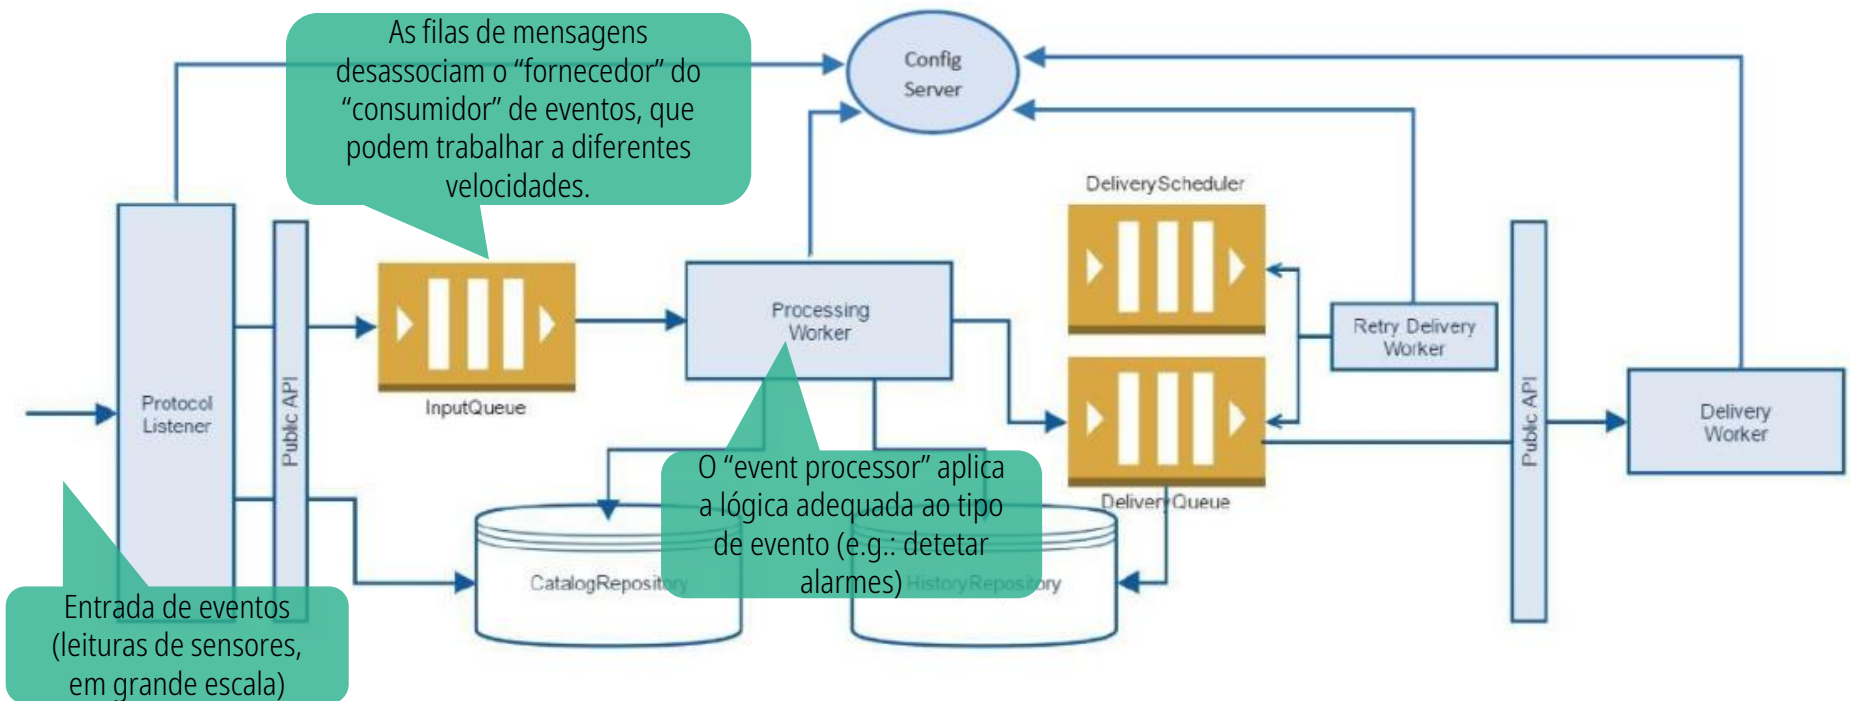 As filas de mensagens
desassociam o “fornecedor” do
“consumidor” de eventos, que
podem trabalhar a diferentes
velocidades.
Config
Server
DeliveryScheduler
Processing
Worker
Retry Delivery
Worker
InputQueue
Protocol
Listener
Public API
Public API
Delivery
Worker
O “event processor” aplica
a lógica adequada ao tipo
de evento (e.g.: detetar
alarmes)
DeliveryQueue
CatalogRepository
HistoryRepository
Entrada de eventos
(leituras de sensores,
em grande escala)